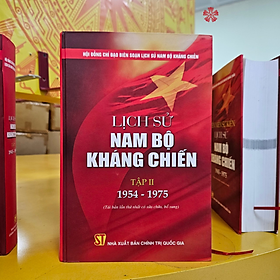 HỘI ĐỒNG CHỈ ĐẠO BIÊN SOẠN LỊCH SỬ NAM BỘ KHÁNG CHIẾN
LỊCH SỬ
NAM BỘ
KHÁNG CHIẾN
TẬP II
1954 - 1975
(Tái bản lần thứ nhất có sửa chữa, bổ sung)
ST
NHÀ XUẤT BẢN CHÍNH TRỊ QUỐC GIA